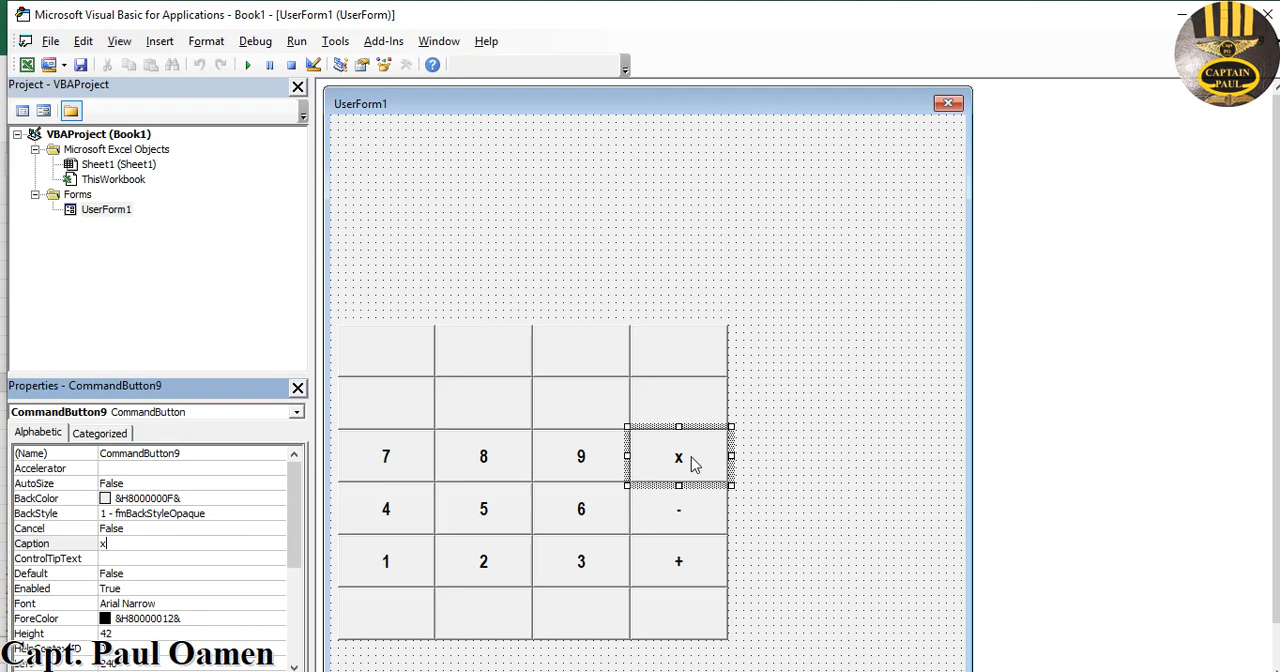 Microsoft Visual Basic for Applications - Book1 - [UserForm1 (UserForm)]
File Edit View Insert Format Debug Run Tools Add-Ins Window Help
CAPTAIN
PAUL
Project - VBAProject
VBAProject (Book1)
Microsoft Excel Objects
Sheet1 (Sheet1)
ThisWorkbook
Forms
UserForm1
Properties - CommandButton9
CommandButton9 CommandButton
Alphabetic Categorized
(Name) CommandButton9
Accelerator
AutoSize False
BackColor &H8000000F&
BackStyle 1 - fmBackStyleOpaque
Cancel False
Caption x
ControlTipText
Default False
Enabled True
Font Arial Narrow
ForeColor &H80000012&
Height 42
Capt. Paul Oamen
UserForm1
7 8 9 x
4 5 6 -
1 2 3 +